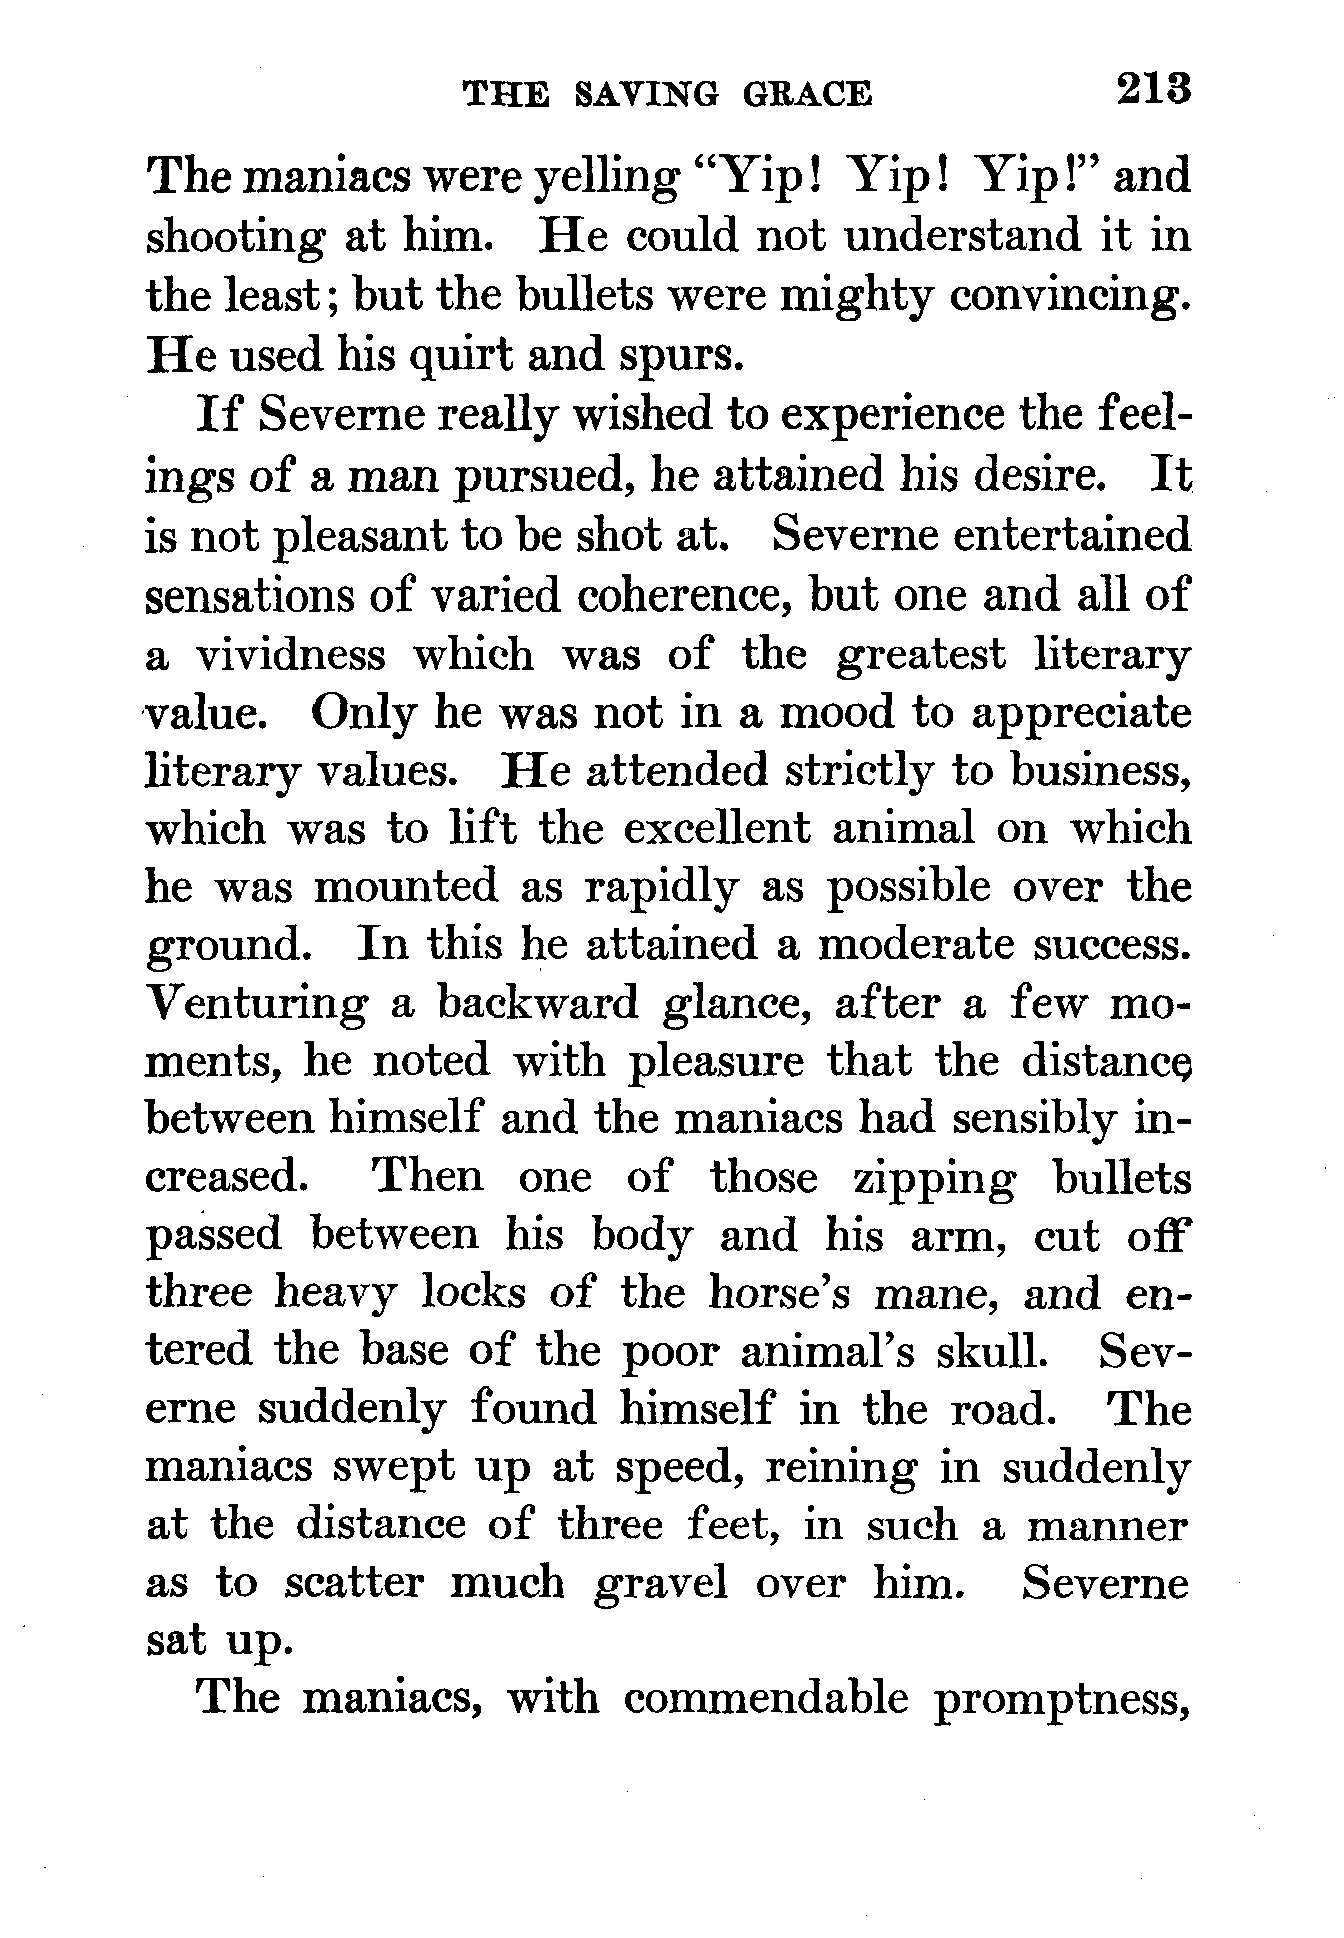 THE SAVING GRACE 213
The maniacs were yelling "Yip! Yip! Yip!" and
shooting at him. He could not understand it in
the least; but the bullets were mighty convincing.
He used his quirt and spurs.
If Severne really wished to experience the feel-
ings of a man pursued, he attained his desire. It
is not pleasant to be shot at. Severne entertained
sensations of varied coherence, but one and all of
a vividness which was of the greatest literary
value. Only he was not in a mood to appreciate
literary values. He attended strictly to business,
which was to lift the excellent animal on which
he was mounted as rapidly as possible over the
ground. In this he attained a moderate success.
Venturing a backward glance, after a few mo-
ments, he noted with pleasure that the distance
between himself and the maniacs had sensibly in-
creased. Then one of those zipping bullets
passed between his body and his arm, cut off
three heavy locks of the horse's mane, and en-
tered the base of the poor animal's skull. Sev-
erne suddenly found himself in the road. The
maniacs swept up at speed, reining in suddenly
at the distance of three feet, in such a manner
as to scatter much gravel over him. Severne
sat up.
The maniacs, with commendable promptness,